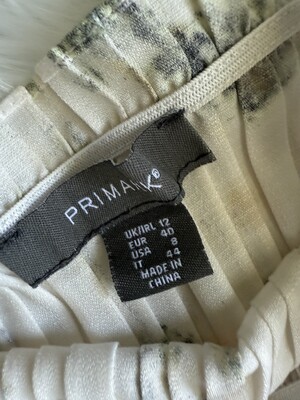 PRIMARK®
UK/IRL 12
EUR 40
USA 8
IT 44
MADE IN
CHINA